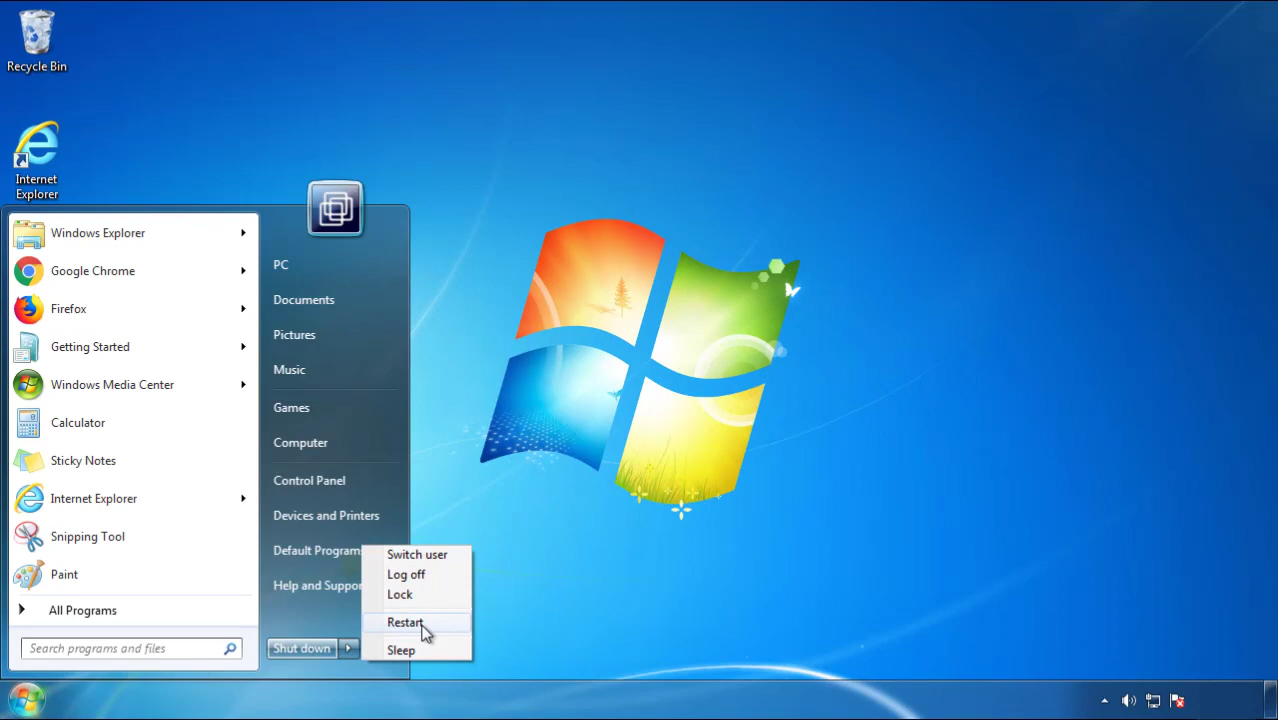 Recycle Bin
Internet
Explorer
Windows Explorer
Google Chrome
Firefox
Getting Started
Windows Media Center
Calculator
Sticky Notes
Internet Explorer
Snipping Tool
Paint
All Programs
Search programs and files
PC
Documents
Pictures
Music
Games
Computer
Control Panel
Devices and Printers
Default Program
Help and Suppor
Shut down
Switch user
Log off
Lock
Restart
Sleep